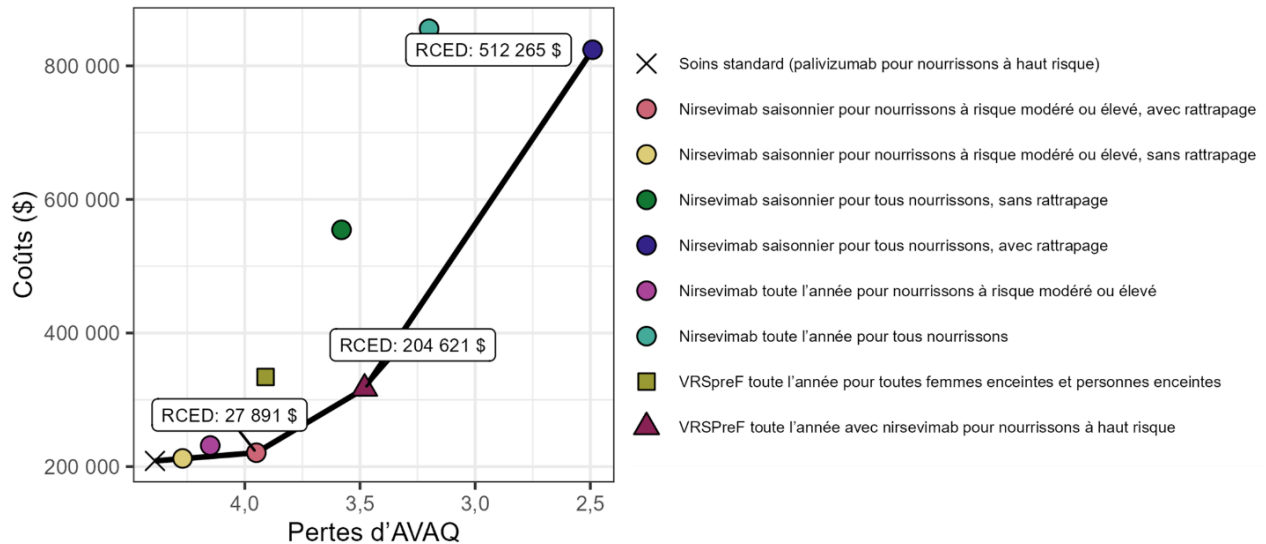 Coûts ($)
800 000
600 000
400 000
200 000
RCED: 512 265 $
RCED: 204 621 $
RCED: 27 891 $
4,0
3,5
3,0
2,5
Pertes d’AVAQ
Soins standard (palivizumab pour nourrissons à haut risque)
Nirsevimab saisonnier pour nourrissons à risque modéré ou élevé, avec rattrapage
Nirsevimab saisonnier pour nourrissons à risque modéré ou élevé, sans rattrapage
Nirsevimab saisonnier pour tous nourrissons, sans rattrapage
Nirsevimab saisonnier pour tous nourrissons, avec rattrapage
Nirsevimab toute l’année pour nourrissons à risque modéré ou élevé
Nirsevimab toute l’année pour tous nourrissons
VRSpreF toute l’année pour toutes femmes enceintes et personnes enceintes
VRSPreF toute l’année avec nirsevimab pour nourrissons à haut risque